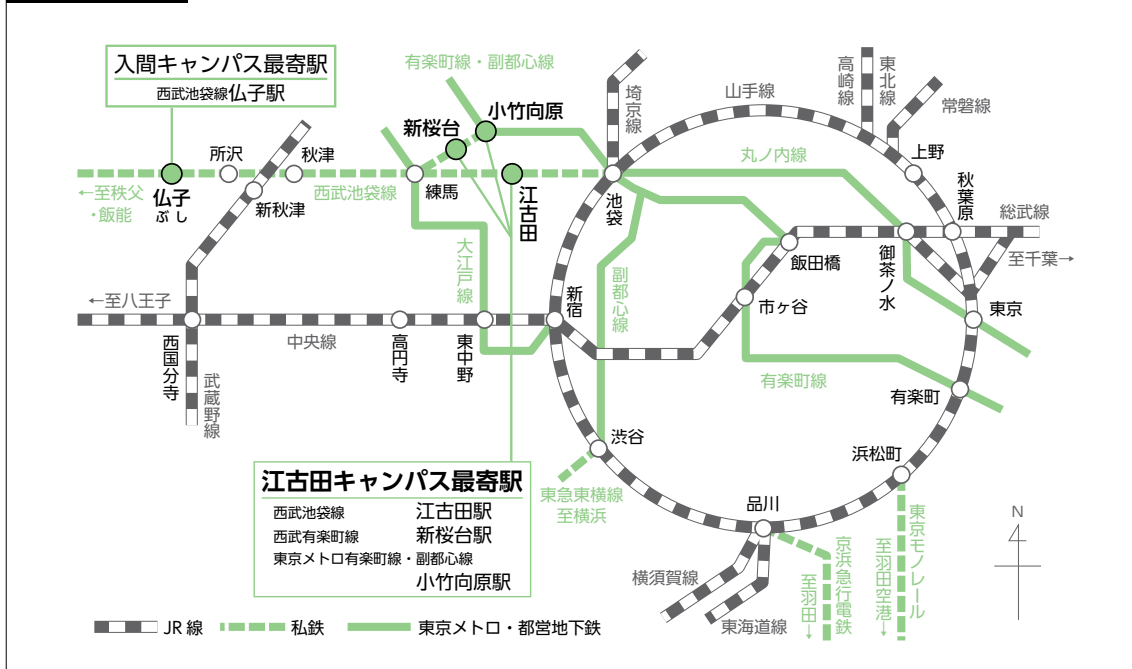 入間キャンパス最寄駅
西武池袋線仏子駅
有楽町線・副都心線
小竹向原
新桜台
埼京線
山手線
高崎線
東北線
常磐線
丸ノ内線
上野
秋葉原
総武線
至千葉→
所沢
秋津
新秋津
西武池袋線
練馬
江古田
池袋
←至秩父
・飯能
仏子
ぶし
大江戸線
副都心線
飯田橋
御茶ノ水
市ヶ谷
東京
←至八王子
新宿
西国分寺
武蔵野線
中央線
高円寺
東中野
有楽町線
有楽町
渋谷
浜松町
東急東横線
至横浜
品川
横須賀線
東海道線
至羽田→
京浜急行電鉄
至羽田空港→
東京モノレール
N
江古田キャンパス最寄駅
西武池袋線 江古田駅
西武有楽町線 新桜台駅
東京メトロ有楽町線・副都心線
小竹向原駅
JR線
私鉄
東京メトロ・都営地下鉄